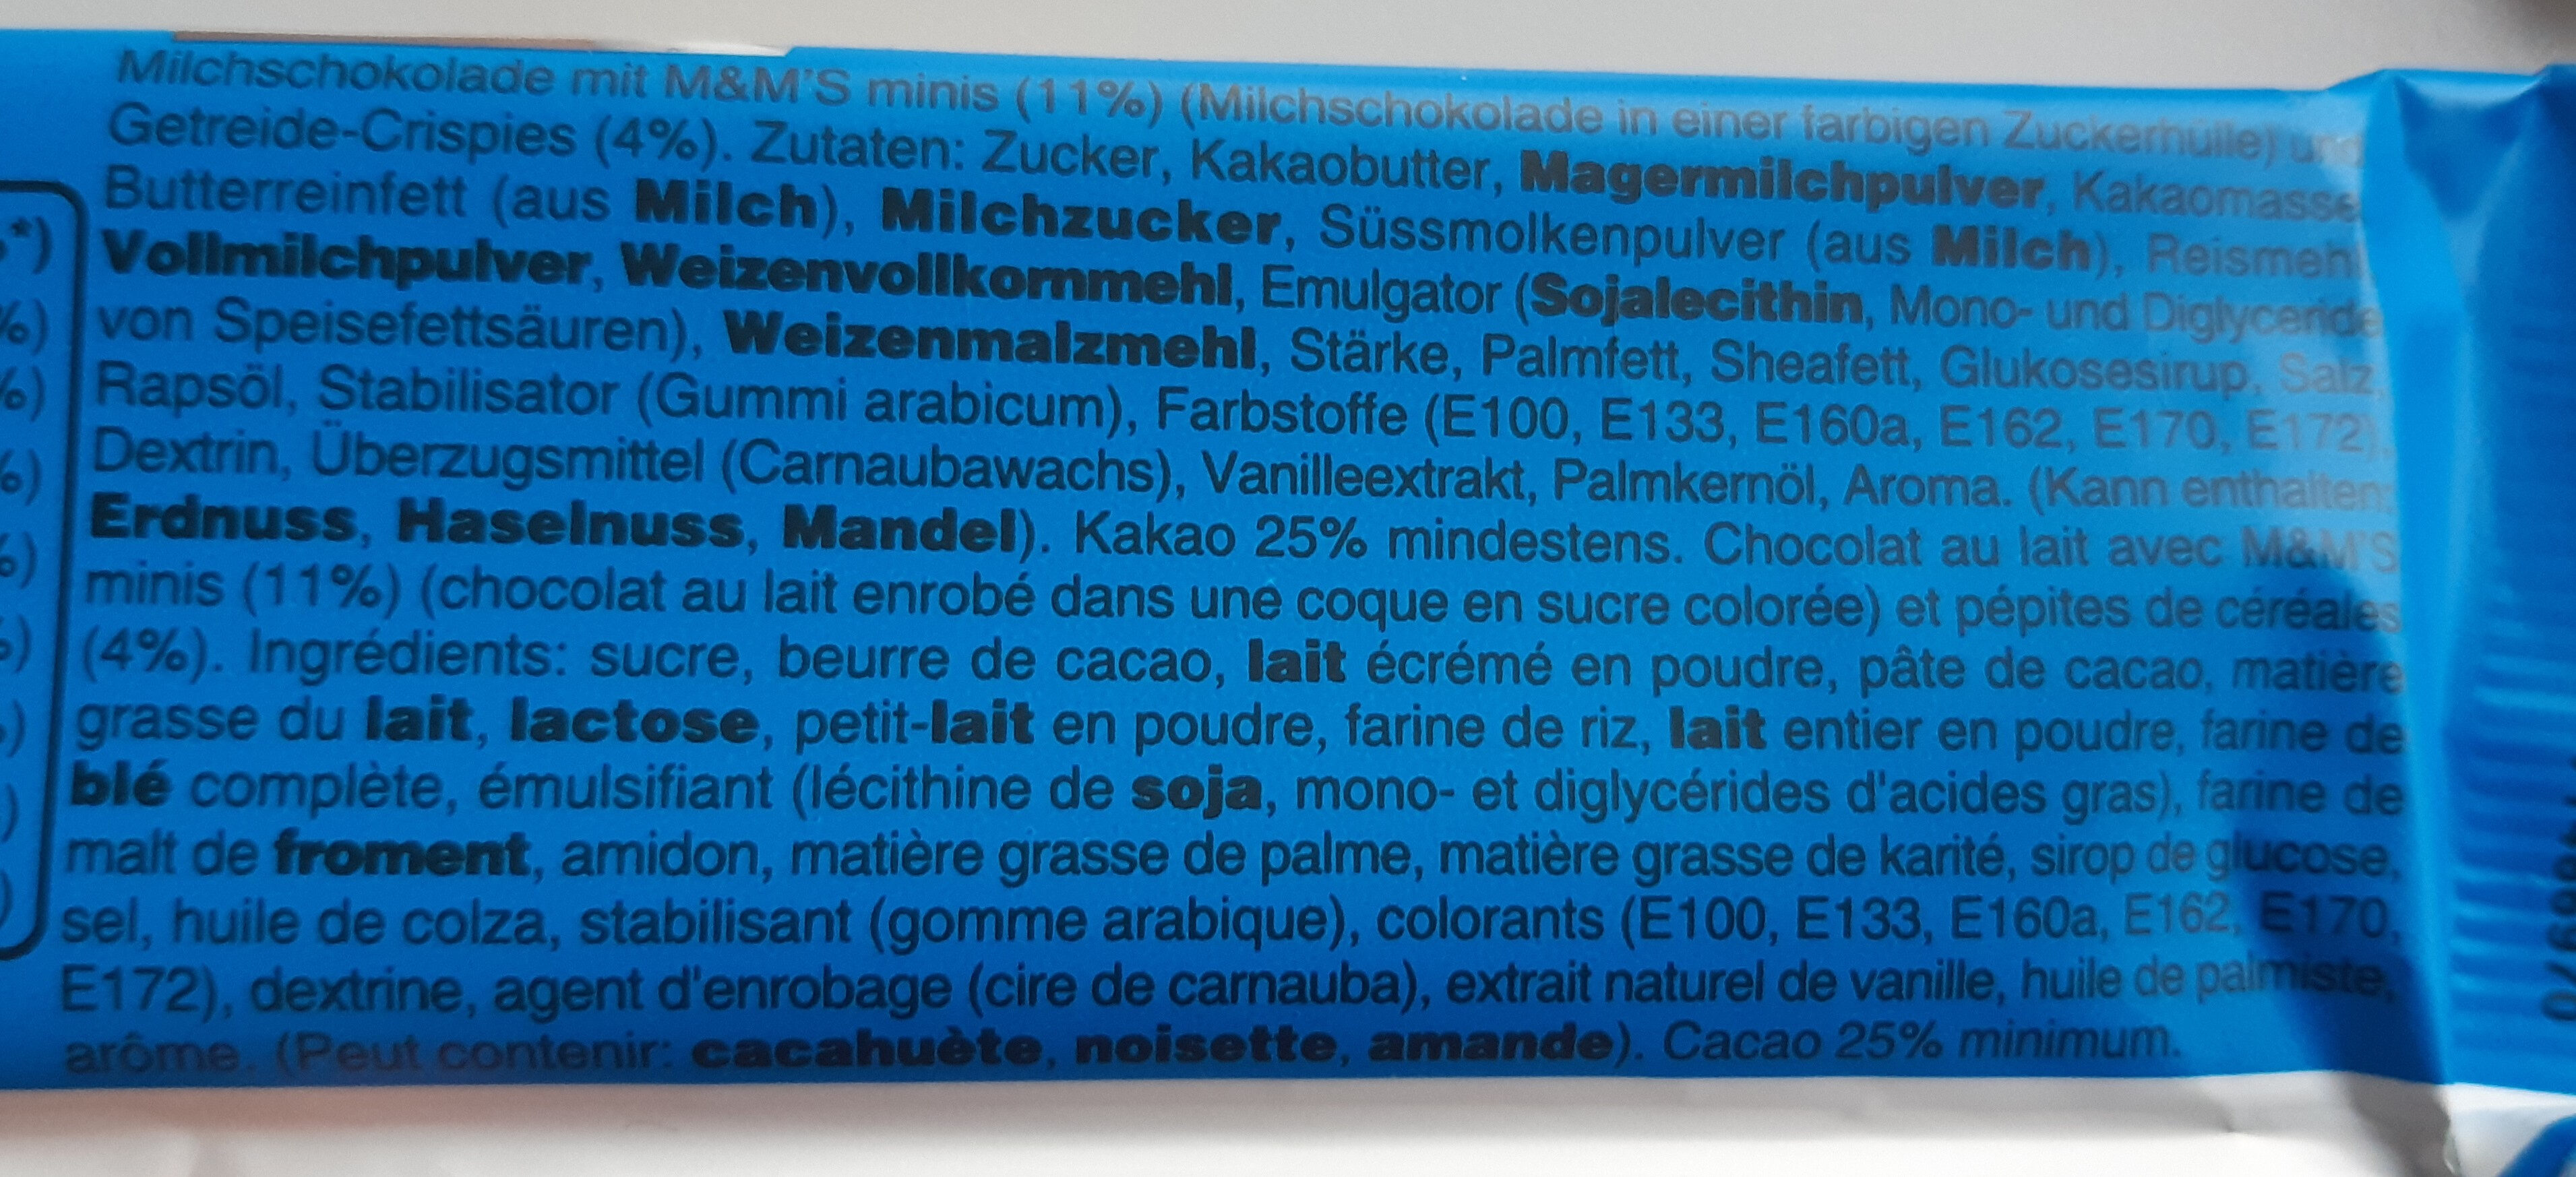 Milchschokolade mit M&M'S minis (11%) (Milchschokolade in einer farbigen Zuckerhülle) und
Getreide-Crispies (4%). Zutaten: Zucker, Kakaobutter, Magermilchpulver, Kakaomasse
Butterreinfett (aus Milch), Milchzucker, Süssmolkenpulver (aus Milch), Reismehl
Vollmilchpulver, Weizenvollkornmehl, Emulgator (Sojalecithin, Mono- und Diglyceride
von Speisefettsäuren), Weizenmalzmehl, Stärke, Palmfett, Sheafett, Glukosesirup, Salz,
Rapsöl, Stabilisator (Gummi arabicum), Farbstoffe (E100, E133, E160a, E162, E170, E172),
Dextrin, Überzugsmittel (Carnaubawachs), Vanilleextrakt, Palmkernöl, Aroma. (Kann enthalten:
Erdnuss, Haselnuss, Mandel). Kakao 25% mindestens. Chocolat au lait avec M&M'S
minis (11%) (chocolat au lait enrobé dans une coque en sucre colorée) et pépites de céréales
(4%). Ingrédients: sucre, beurre de cacao, lait écrémé en poudre, pâte de cacao, matière
grasse du lait, lactose, petit-lait en poudre, farine de riz, lait entier en poudre, farine de
blé complète, émulsifiant (lécithine de soja, mono- et diglycérides d'acides gras), farine de
malt de froment, amidon, matière grasse de palme, matière grasse de karité, sirop de glucose,
sel, huile de colza, stabilisant (gomme arabique), colorants (E100, E133, E160a, E162, E170,
E172), dextrine, agent d'enrobage (cire de carnauba), extrait naturel de vanille, huile de palmiste,
arôme. (Peut contenir: cacahuète, noisette, amande). Cacao 25% minimum.